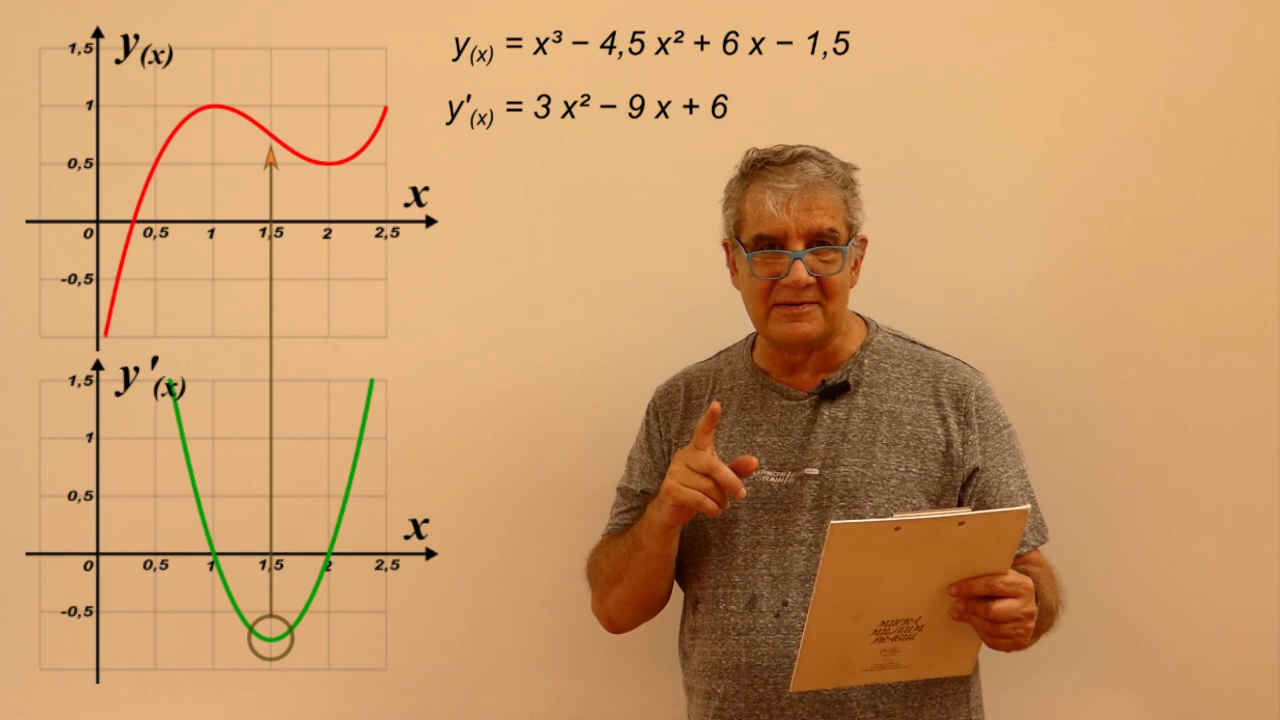 y(x)
1,5
1
0,5
x
0 0,5 1 1,5 2 2,5
-0,5
y(x) = x³ − 4,5 x² + 6 x − 1,5
y'(x) = 3 x² − 9 x + 6
y'(x)
1,5
1
0,5
x
0 0,5 1 1,5 2 2,5
-0,5